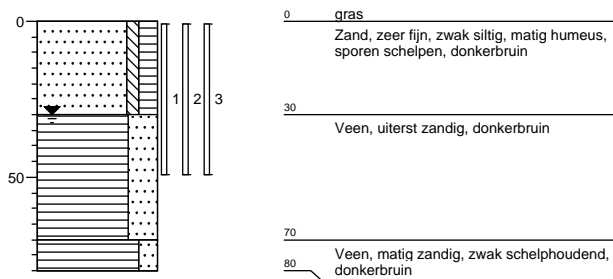 0
1
2
3
50
0
gras
Zand, zeer fijn, zwak siltig, matig humeus,
sporen schelpen, donkerbruin
30
Veen, uiterst zandig, donkerbruin
70
Veen, matig zandig, zwak schelphoudend,
donkerbruin
80